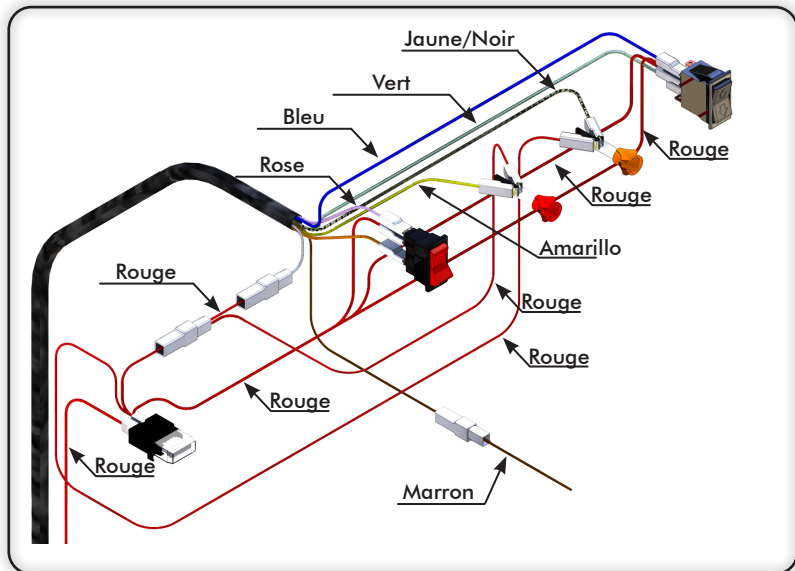 Jaune/Noir
Vert
Bleu
Rouge
Rose
Rouge
Amarillo
Rouge
Rouge
Rouge
Rouge
Rouge
Marron